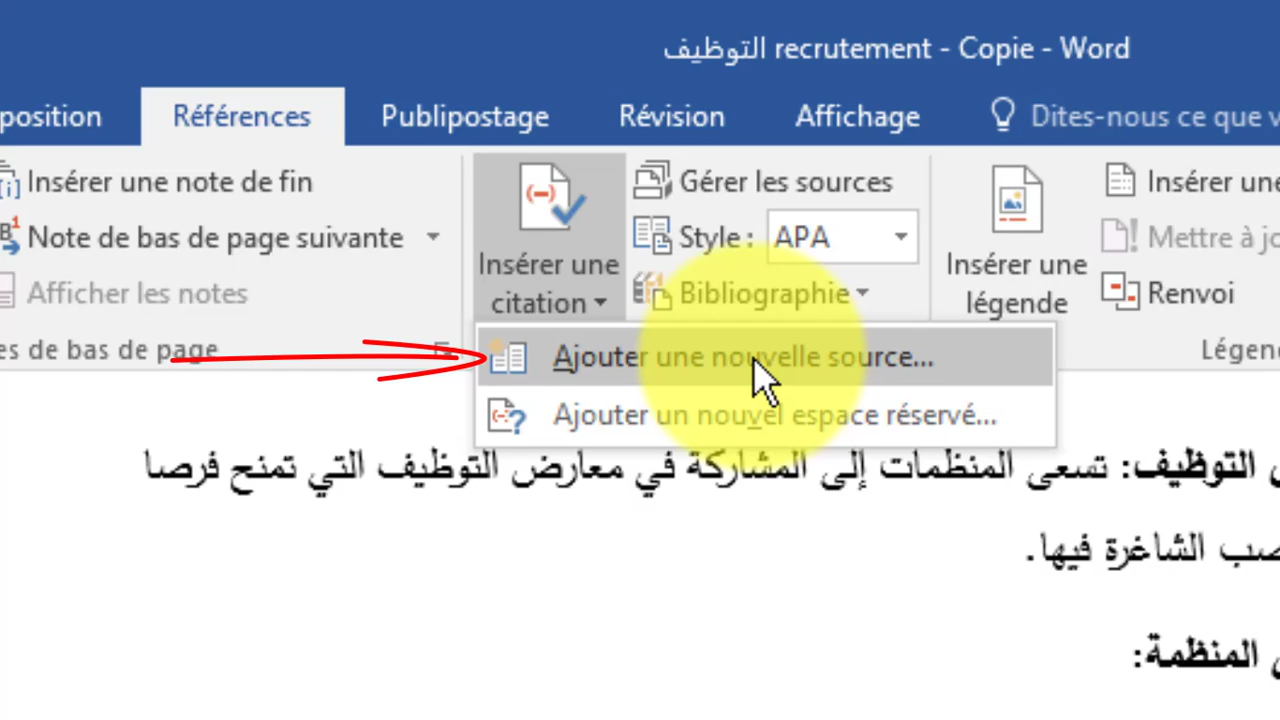 التوظيف recrutement - Copie - Word
position Références Publipostage Révision Affichage Dites-nous ce que v
Insérer une note de fin
Note de bas de page suivante
Afficher les notes
es de bas de page
Insérer une
citation
Gérer les sources
Style : APA
Bibliographie
Insérer une
légende
Insérer une
Mettre à jo
Renvoi
Légen
Ajouter une nouvelle source...
Ajouter un nouvel espace réservé...
التوظيف: تسعى المنظمات إلى المشاركة في معارض التوظيف التي تمنح فرصا
صب الشاغرة فيها.
المنظمة: